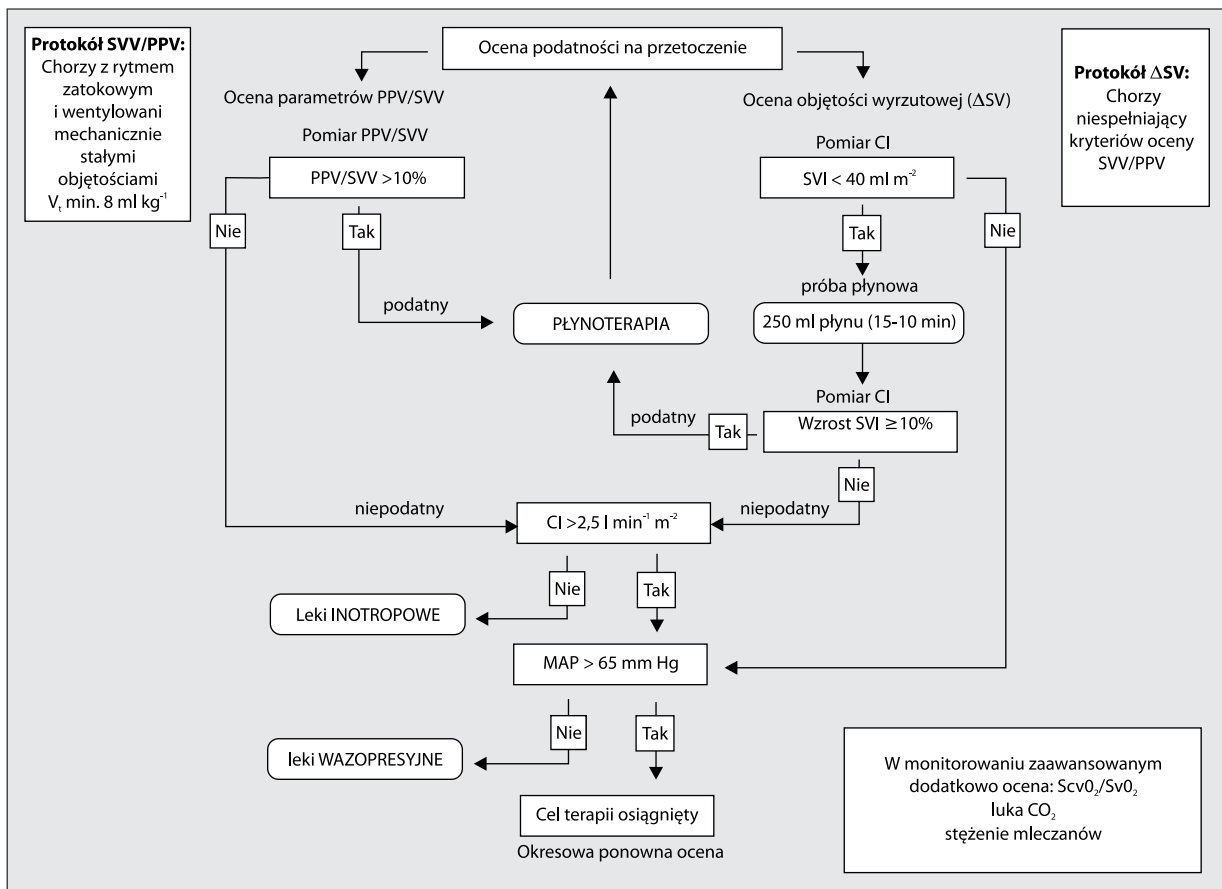 Protokół SVV/PPV:
Chorzy z rytmem
zatokowym
i wentylowani
mechanicznie
stałymi
objętościami
Vₜ min. 8 ml kg⁻¹
Ocena podatności na przetoczenie
Protokół ΔSV:
Chorzy
niespełniający
kryteriów oceny
SVV/PPV
Ocena parametrów PPV/SVV
Ocena objętości wyrzutowej (ΔSV)
Pomiar PPV/SVV
Pomiar CI
PPV/SVV >10%
SVI < 40 ml m⁻²
Nie
Tak
Tak
Nie
próba płynowa
podatny
PŁYNOTERAPIA
250 ml płynu (15-10 min)
Pomiar CI
podatny
Tak
Wzrost SVI ≥10%
Nie
niepodatny
CI >2,5 l min⁻¹ m⁻²
niepodatny
Nie
Tak
Leki INOTROPOWE
MAP > 65 mm Hg
Nie
Tak
leki WAZOPRESYJNE
Cel terapii osiągnięty
Okresowa ponowna ocena
W monitorowaniu zaawansowanym
dodatkowo ocena: Scv0₂/Sv0₂
luka CO₂
stężenie mleczanów